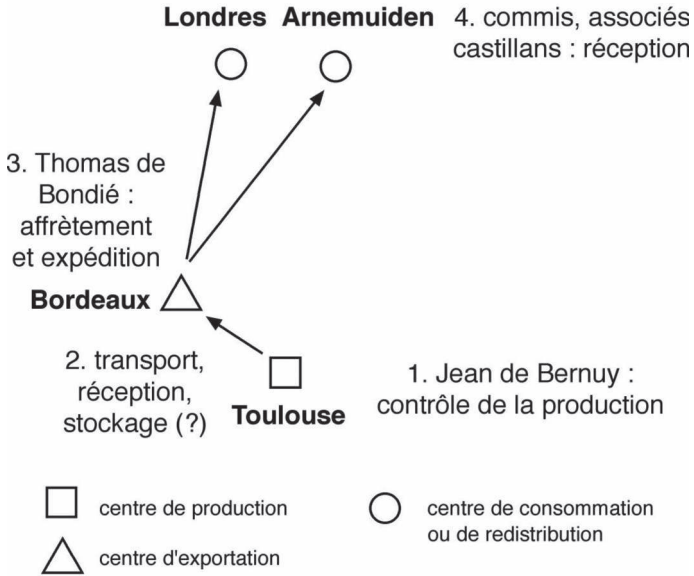 Londres Arnemuiden
4. commis, associés
castillans : réception
3. Thomas de
Bondié :
affrètement
et expédition
Bordeaux
2. transport,
réception,
stockage (?)
Toulouse
1. Jean de Bernuy :
contrôle de la production
centre de production
centre d'exportation
centre de consommation
ou de redistribution